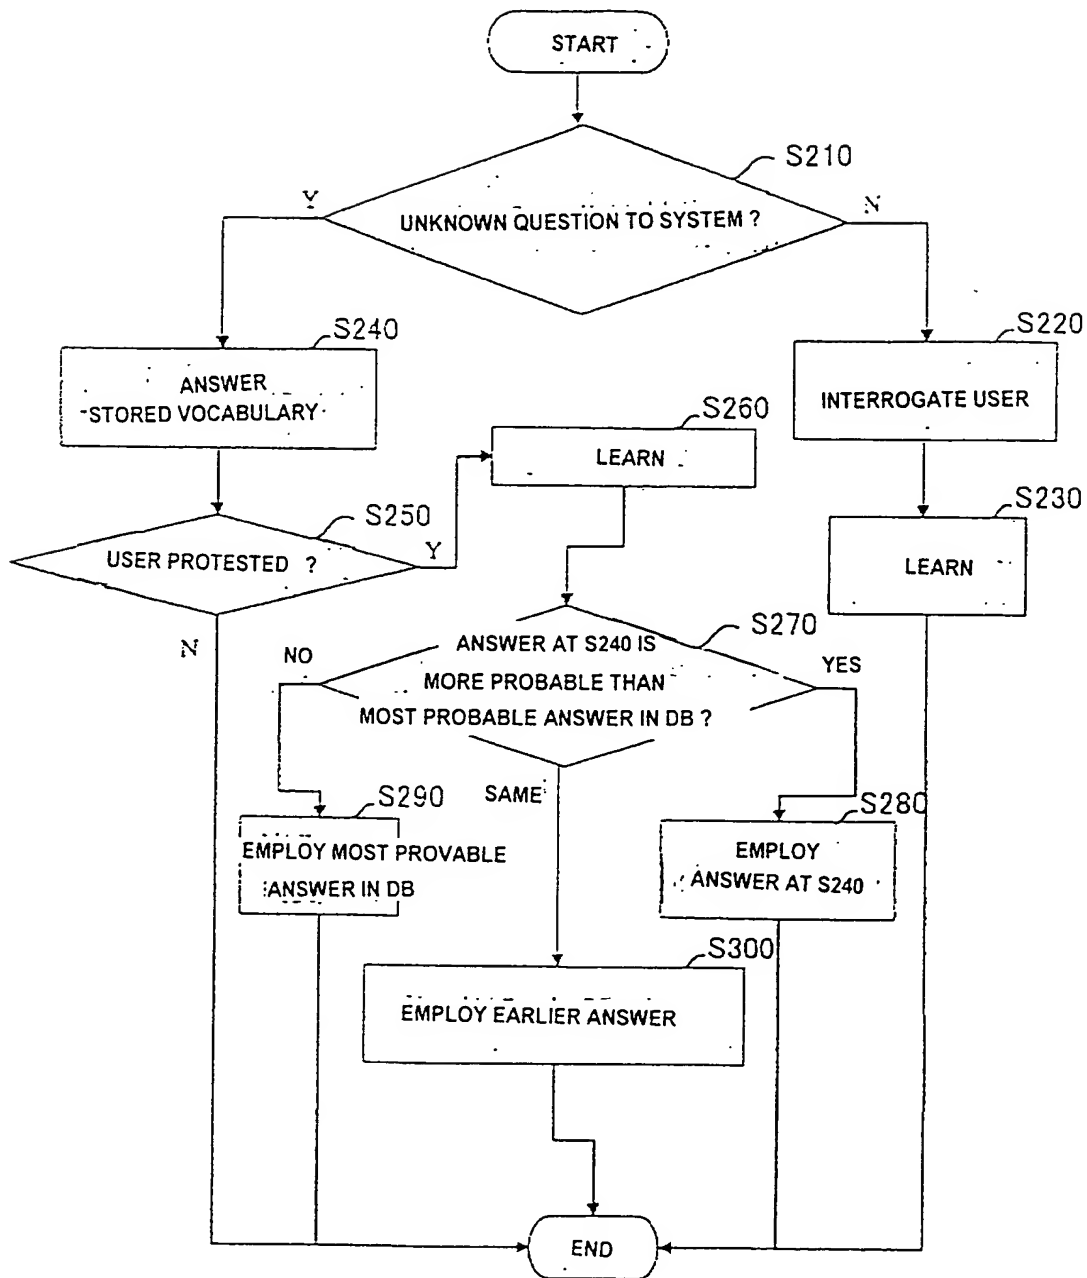 START
S210
Y
UNKNOWN QUESTION TO SYSTEM ?
N
S240
ANSWER
STORED VOCABULARY
S220
INTERROGATE USER
S260
LEARN
S250
USER PROTESTED ?
Y
N
S230
LEARN
S270
ANSWER AT S240 IS
MORE PROBABLE THAN
MOST PROBABLE ANSWER IN DB ?
NO
YES
SAME
S290
EMPLOY MOST PROVABLE
ANSWER IN DB
S280
EMPLOY
ANSWER AT S240
S300
EMPLOY EARLIER ANSWER
END